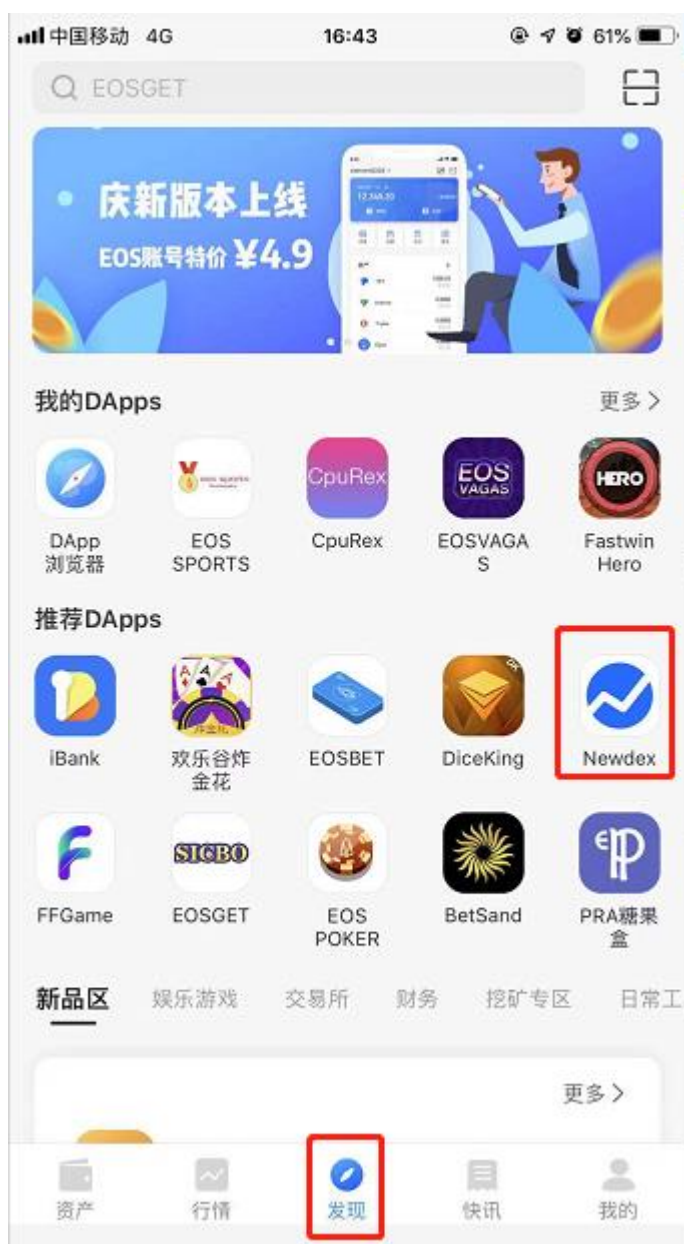 中国移动 4G 16:43 61%
EOSGET
庆新版本上线
EOS账号特价 ¥4.9
我的DApps 更多
CpuRex
EOS
VAGAS
HERO
DApp
浏览器
EOS
SPORTS
CpuRex
EOSVAGA
S
Fastwin
Hero
推荐DApps
iBank
欢乐谷炸
金花
EOSBET
DiceKing
Newdex
SICBO
FFGame
EOSGET
EOS
POKER
BetSand
PRA糖果
盒
新品区 娱乐游戏 交易所 财务 挖矿专区 日常工
更多
资产 行情 发现 快讯 我的